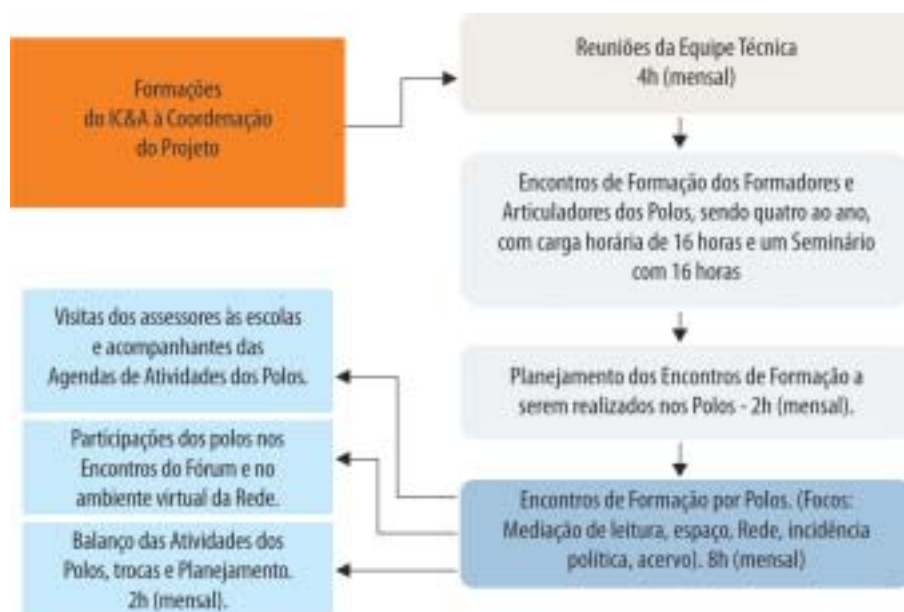 Formações
do IC&A à Coordenação
do Projeto
Reuniões da Equipe Técnica
4h (mensal)
Encontros de Formação dos Formadores e
Articuladores dos Polos, sendo quatro ao ano,
com carga horária de 16 horas e um Seminário
com 16 horas
Planejamento dos Encontros de Formação a
serem realizados nos Polos - 2h (mensal).
Encontros de Formação por Polos. (Focos:
Mediação de leitura, espaço, Rede, incidência
política, acervo). 8h (mensal)
Visitas dos assessores às escolas
e acompanhantes das
Agendas de Atividades dos Polos.
Participações dos polos nos
Encontros do Fórum e no
ambiente virtual da Rede.
Balanço das Atividades dos
Polos, trocas e Planejamento.
2h (mensal).